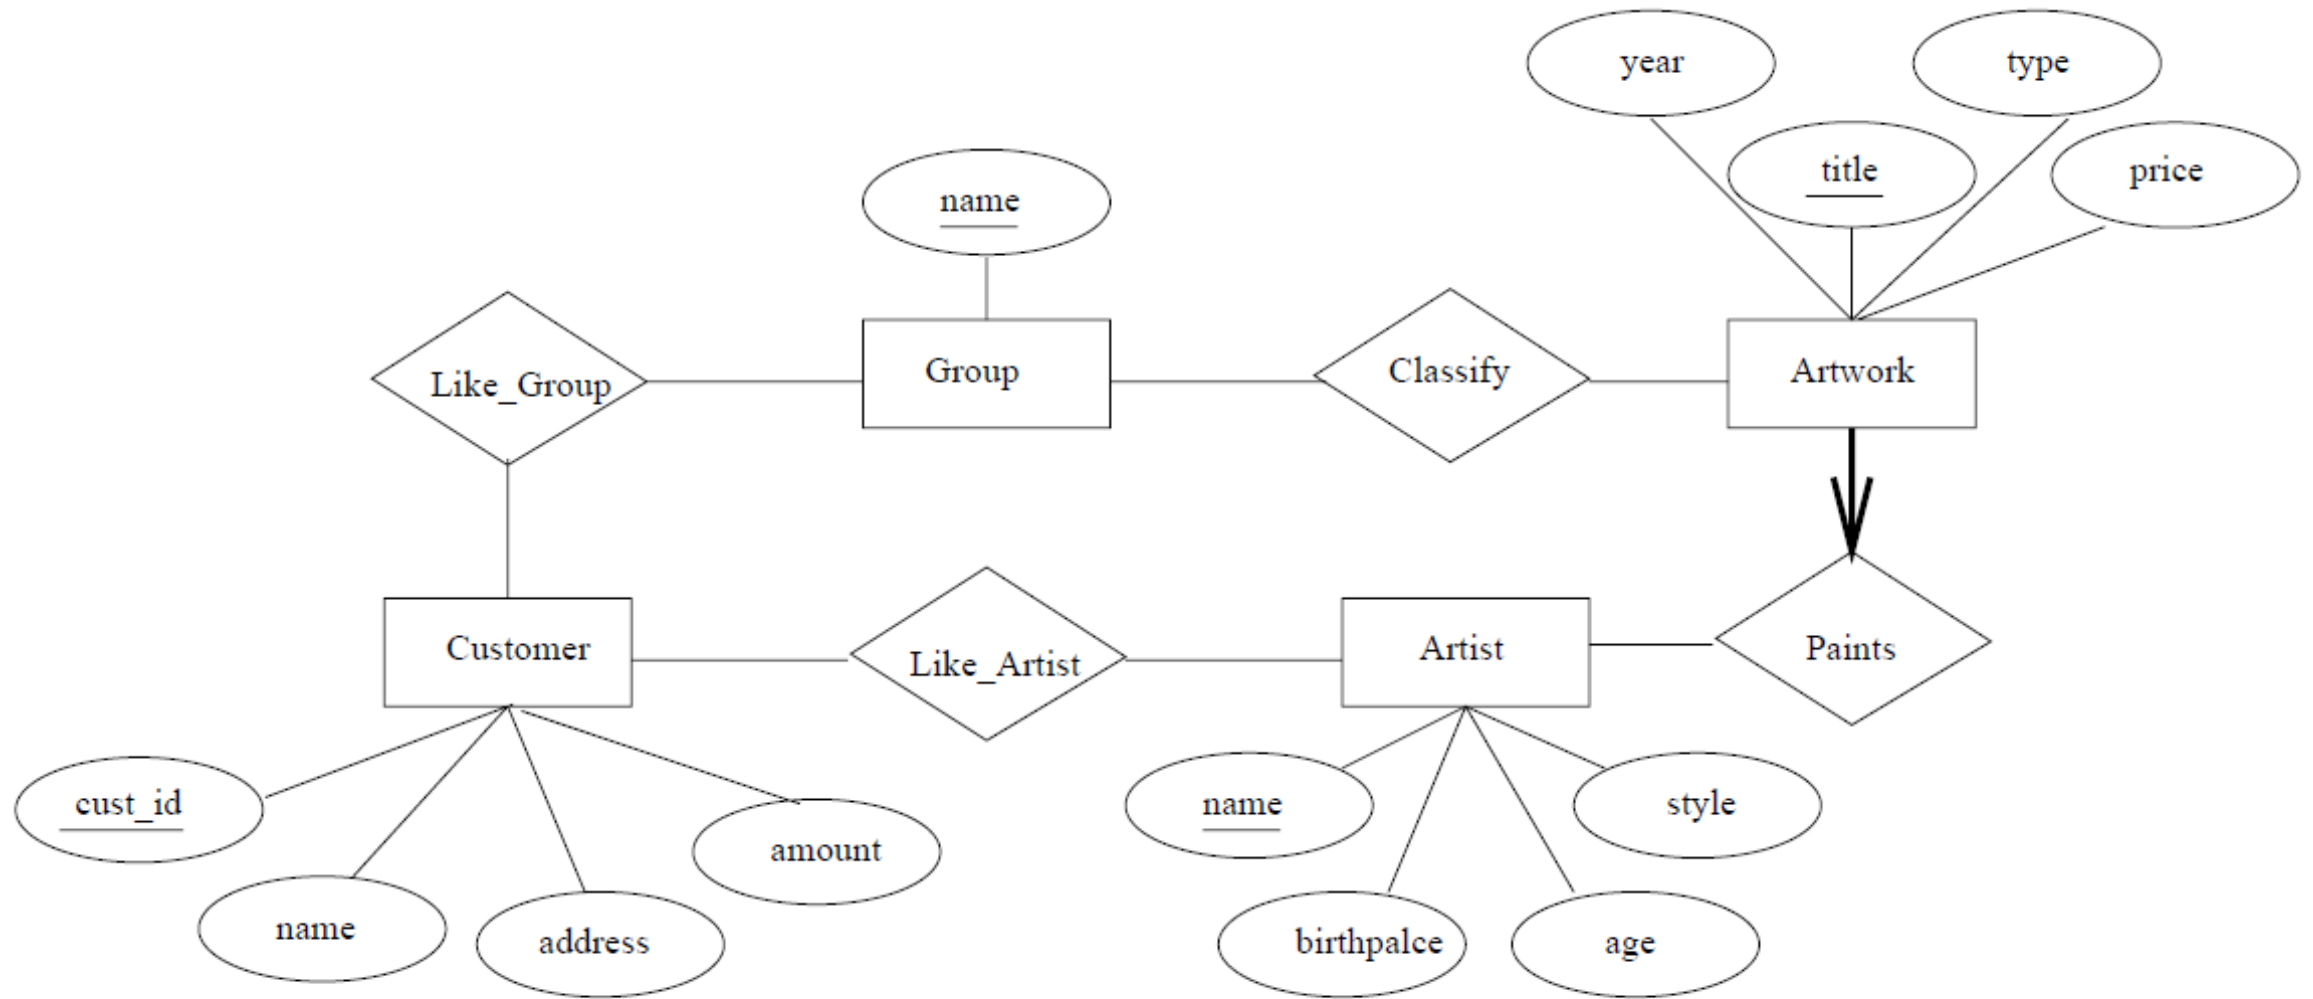 year
type
title
price
name
Like_Group
Group
Classify
Artwork
Customer
Like_Artist
Artist
Paints
cust_id
name
address
amount
name
birthpalce
age
style